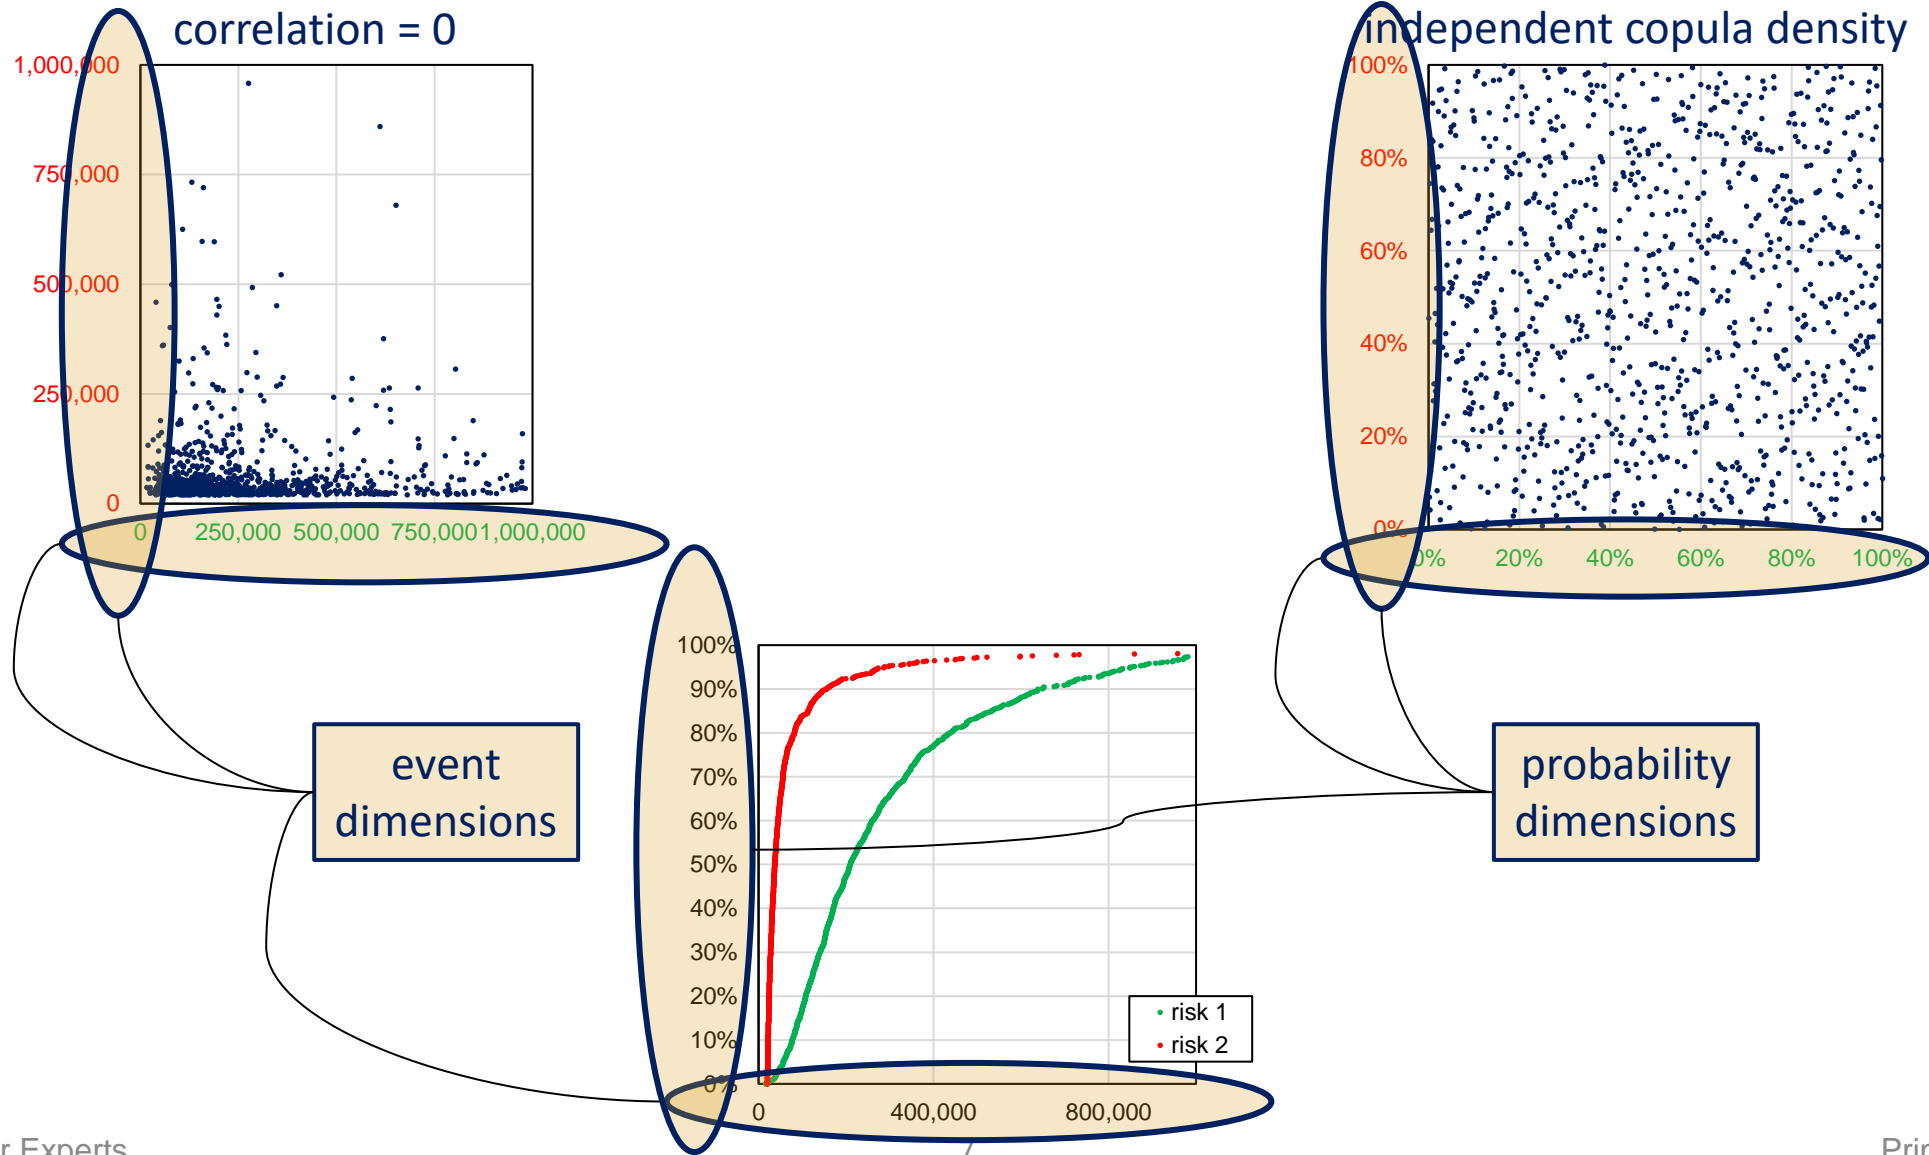 correlation = 0
1,000,000
750,000
500,000
250,000
0
0 250,000 500,000 750,000 1,000,000
independent copula density
100%
80%
60%
40%
20%
0%
0% 20% 40% 60% 80% 100%
event
dimensions
100%
90%
80%
70%
60%
50%
40%
30%
20%
10%
0%
0 400,000 800,000
risk 1
risk 2
probability
dimensions
r Experts